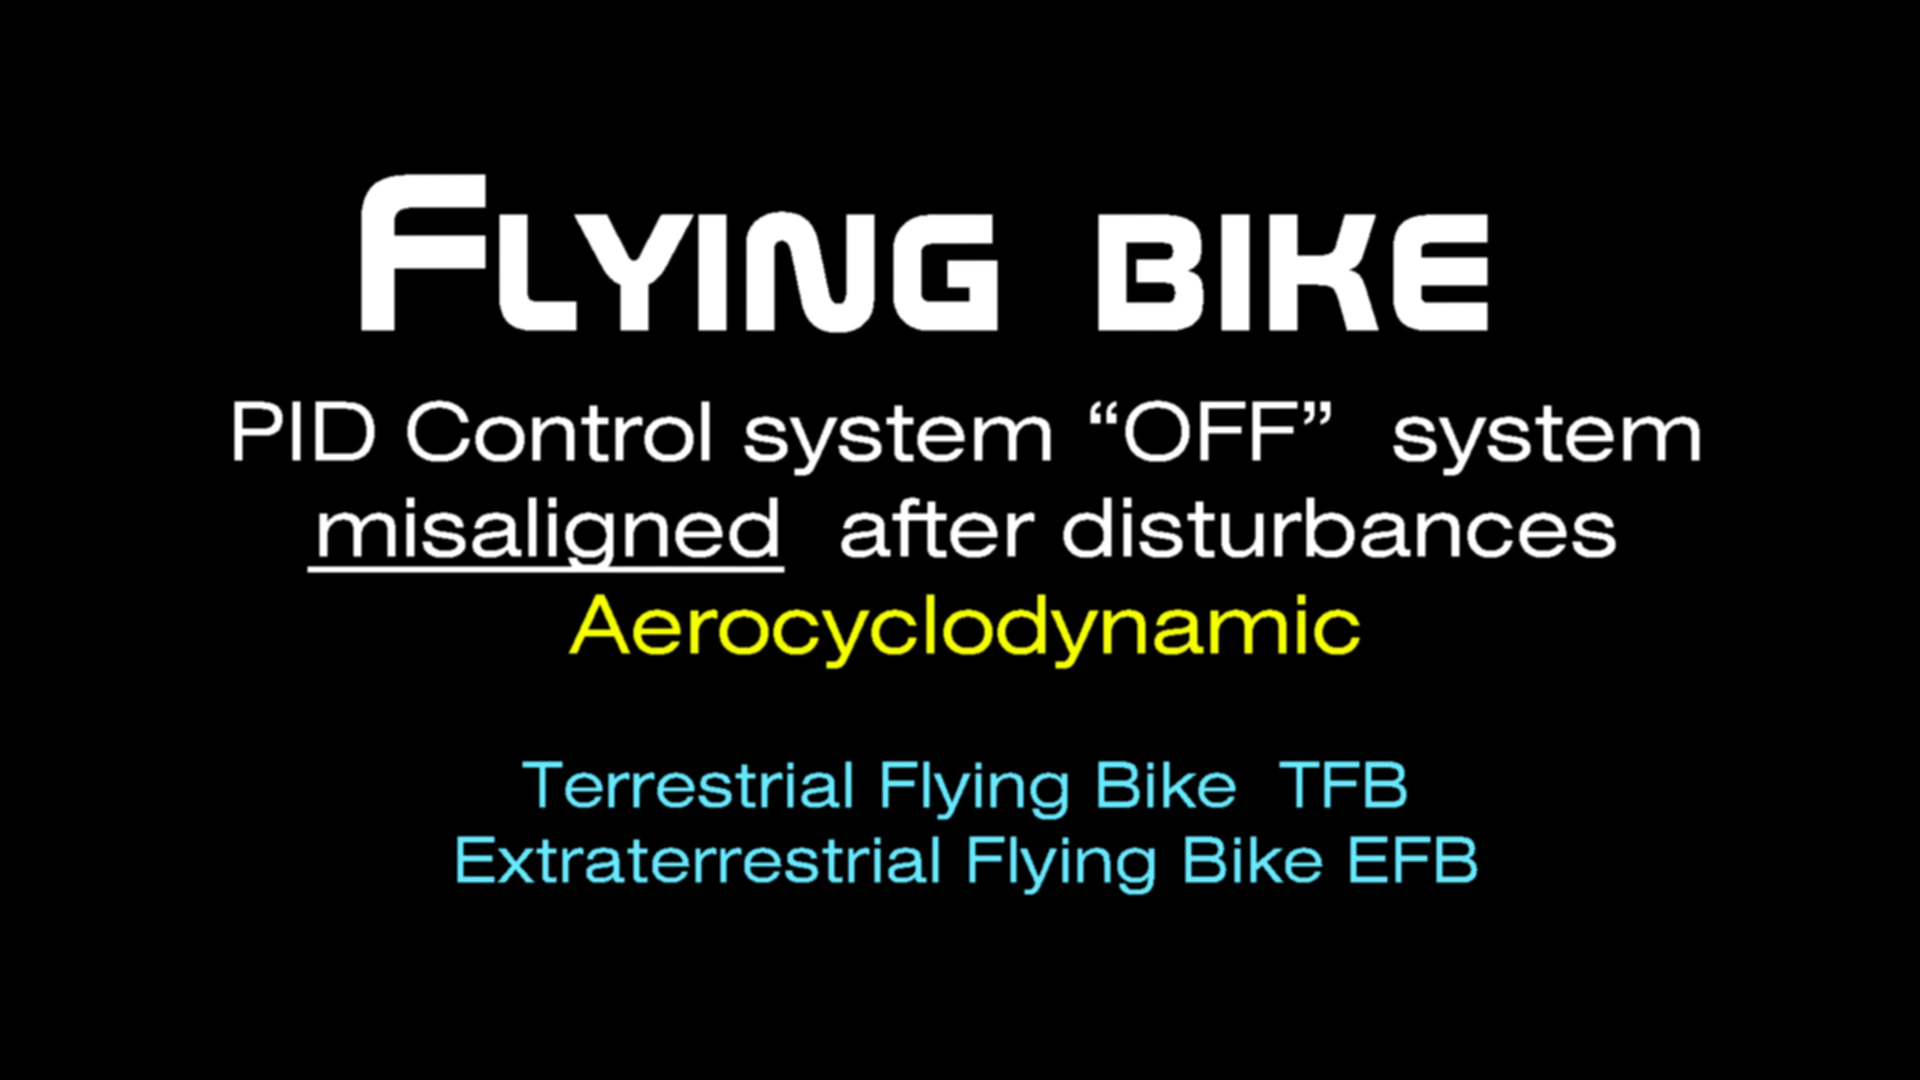 Flying bike
PID Control system “OFF”  system
misaligned  after disturbances
Aerocyclodynamic
Terrestrial Flying Bike  TFB
Extraterrestrial Flying Bike EFB